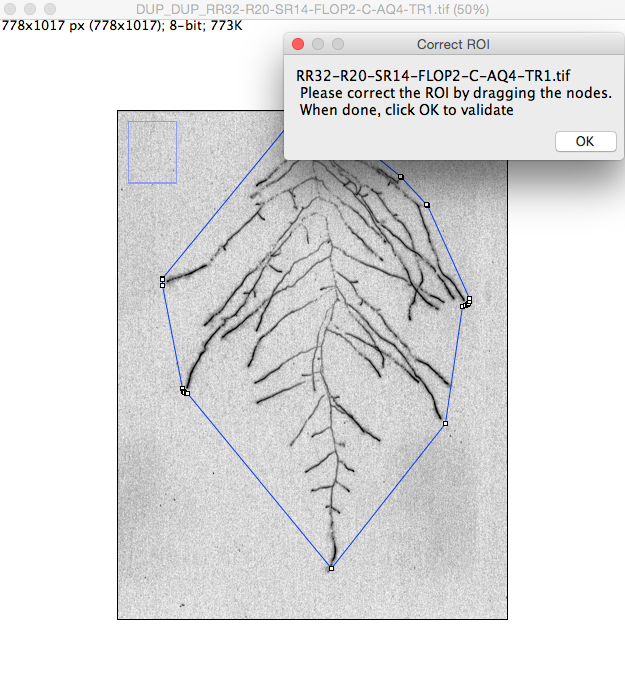 DUP_DUP_RR32-R20-SR14-FLOP2-C-AQ4-TR1.tif (50%)
778x1017 px (778x1017); 8-bit; 773K
Correct ROI
RR32-R20-SR14-FLOP2-C-AQ4-TR1.tif
Please correct the ROI by dragging the nodes.
When done, click OK to validate
OK